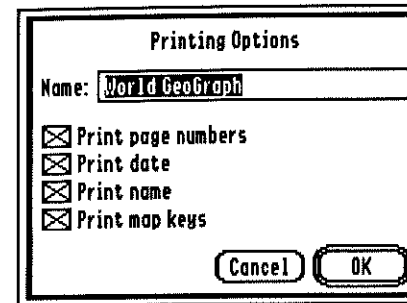 Printing Options
Name: World GeoGraph
Print page numbers
Print date
Print name
Print map keys
Cancel OK